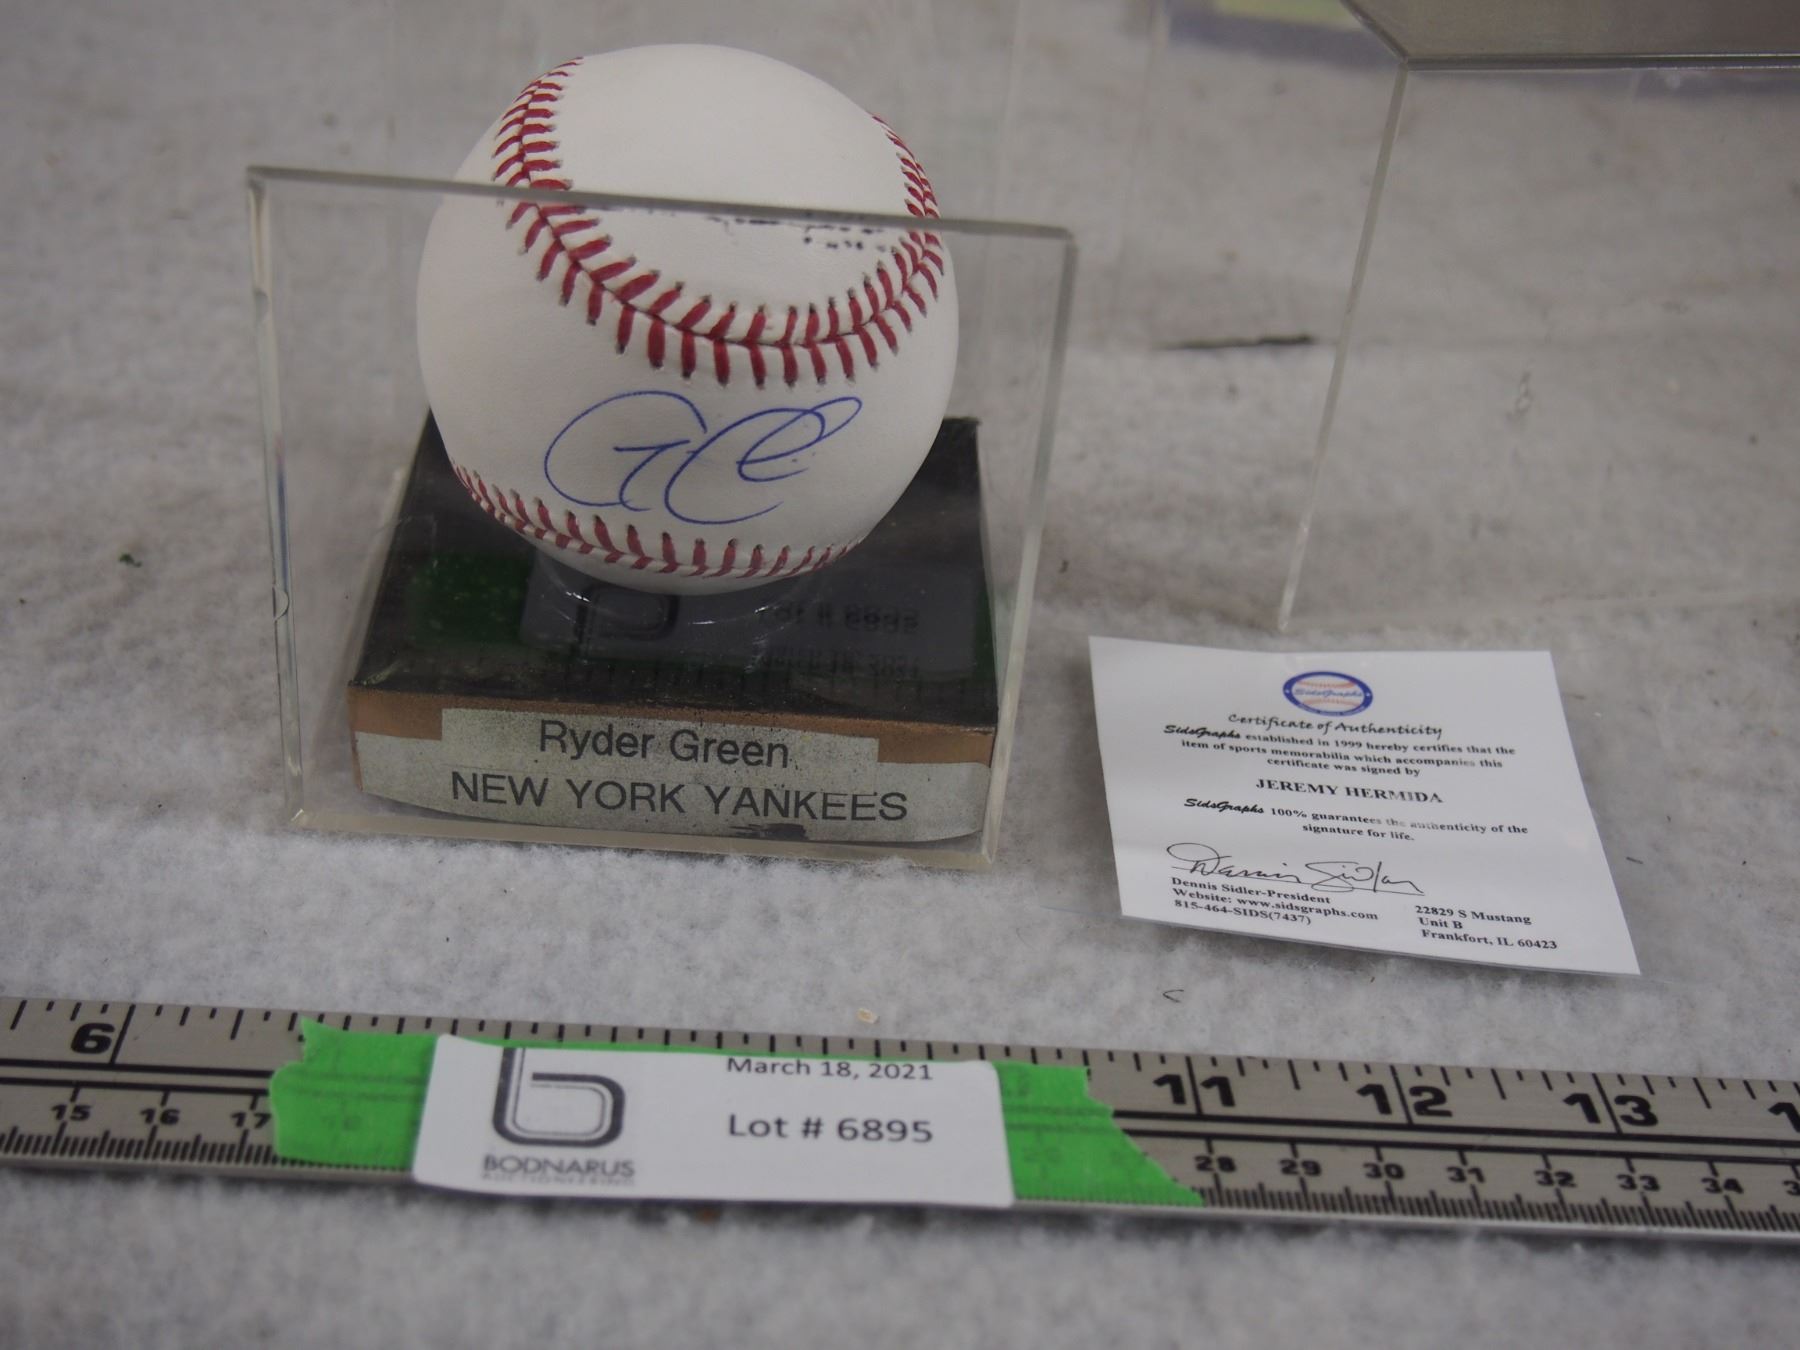 Ryder Green
NEW YORK YANKEES
SidsGraphs
Certificate of Authenticity
SidsGraphs established in 1999 hereby certifies that the
item of sports memorabilia which accompanies this
certificate was signed by
JEREMY HERMIDA
SidsGraphs 100% guarantees the authenticity of the
signature for life.
Dennis Sidler
Dennis Sidler-President
Website: www.sidsgraphs.com
815-464-SIDS(7437)
22829 S Mustang
Unit B
Frankfort, IL 60423
6 11 12 13
March 18, 2021
Lot # 6895
BODNARUS
AUCTIONEERING
15 16 17 28 29 30 31 32 33 34